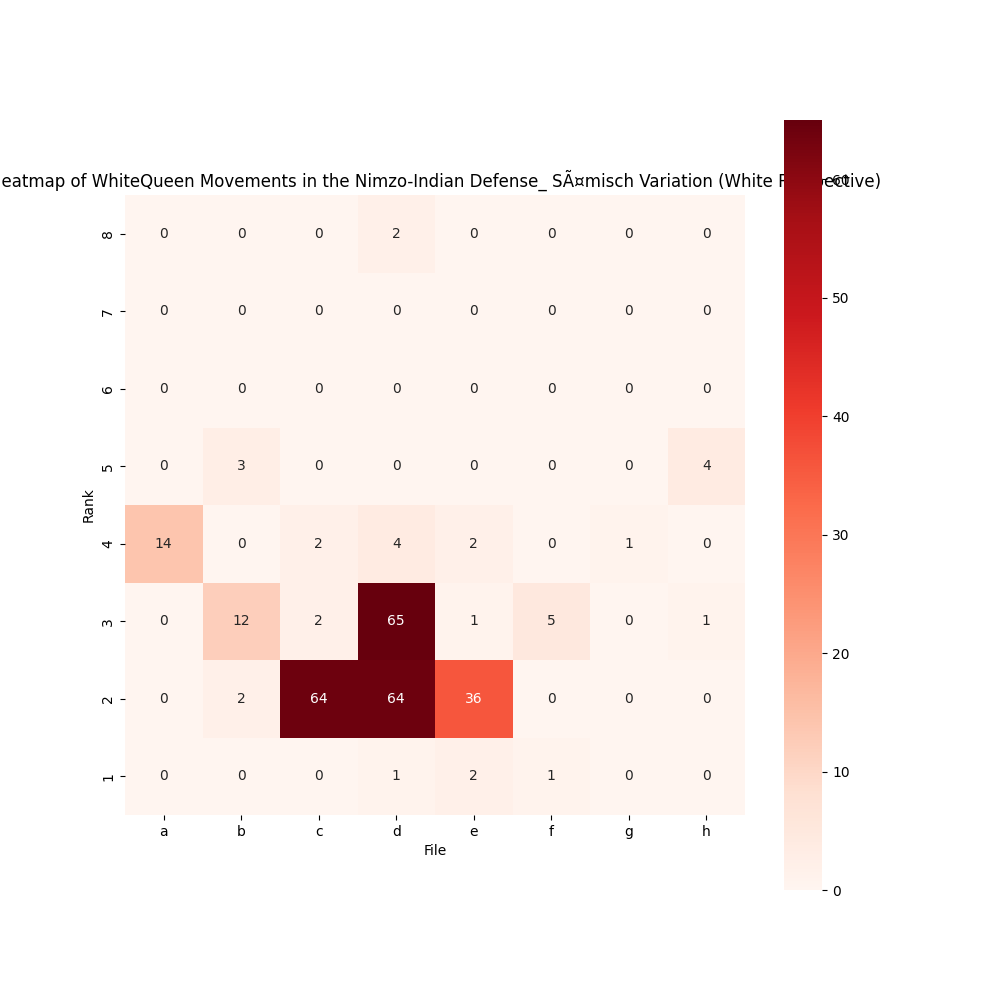 eatmap of WhiteQueen Movements in the Nimzo-Indian Defense_ SÃ¤misch Variation (White
60
8 0 0 0 2 0 0 0 0
7 0 0 0 0 0 0 0 0
6 0 0 0 0 0 0 0 0
5 0 3 0 0 0 0 0 4
4 14 0 2 4 2 0 1 0
3 0 12 2 65 1 5 0 1
2 0 2 64 64 36 0 0 0
1 0 0 0 1 2 1 0 0
a b c d e f g h
File
Rank
50
40
30
20
10
0